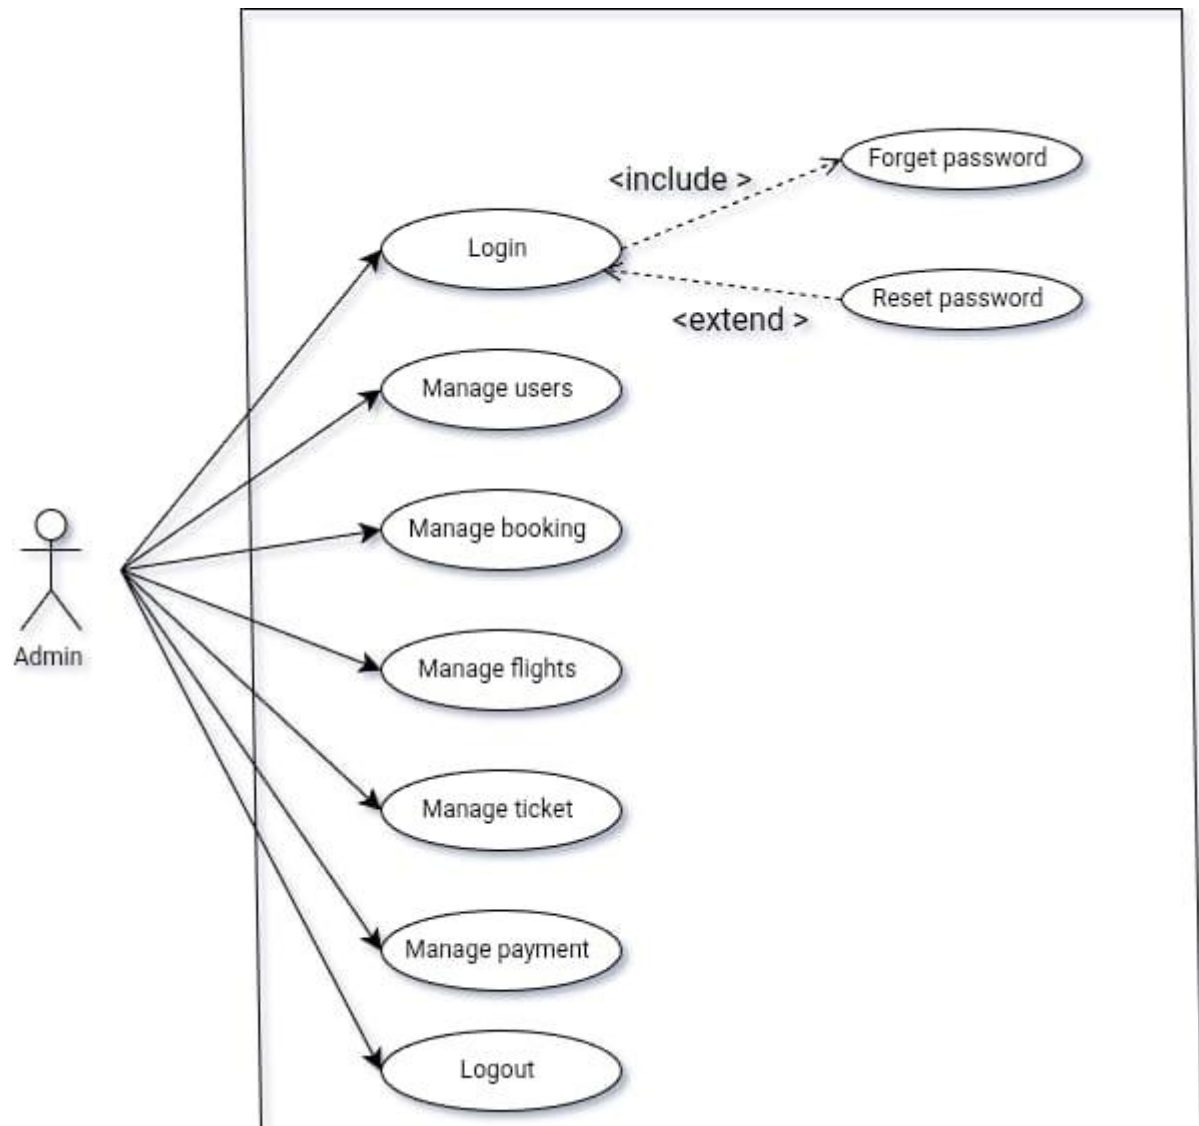 Forget password
<include >
Login
Reset password
<extend >
Manage users
Manage booking
Admin
Manage flights
Manage ticket
Manage payment
Logout